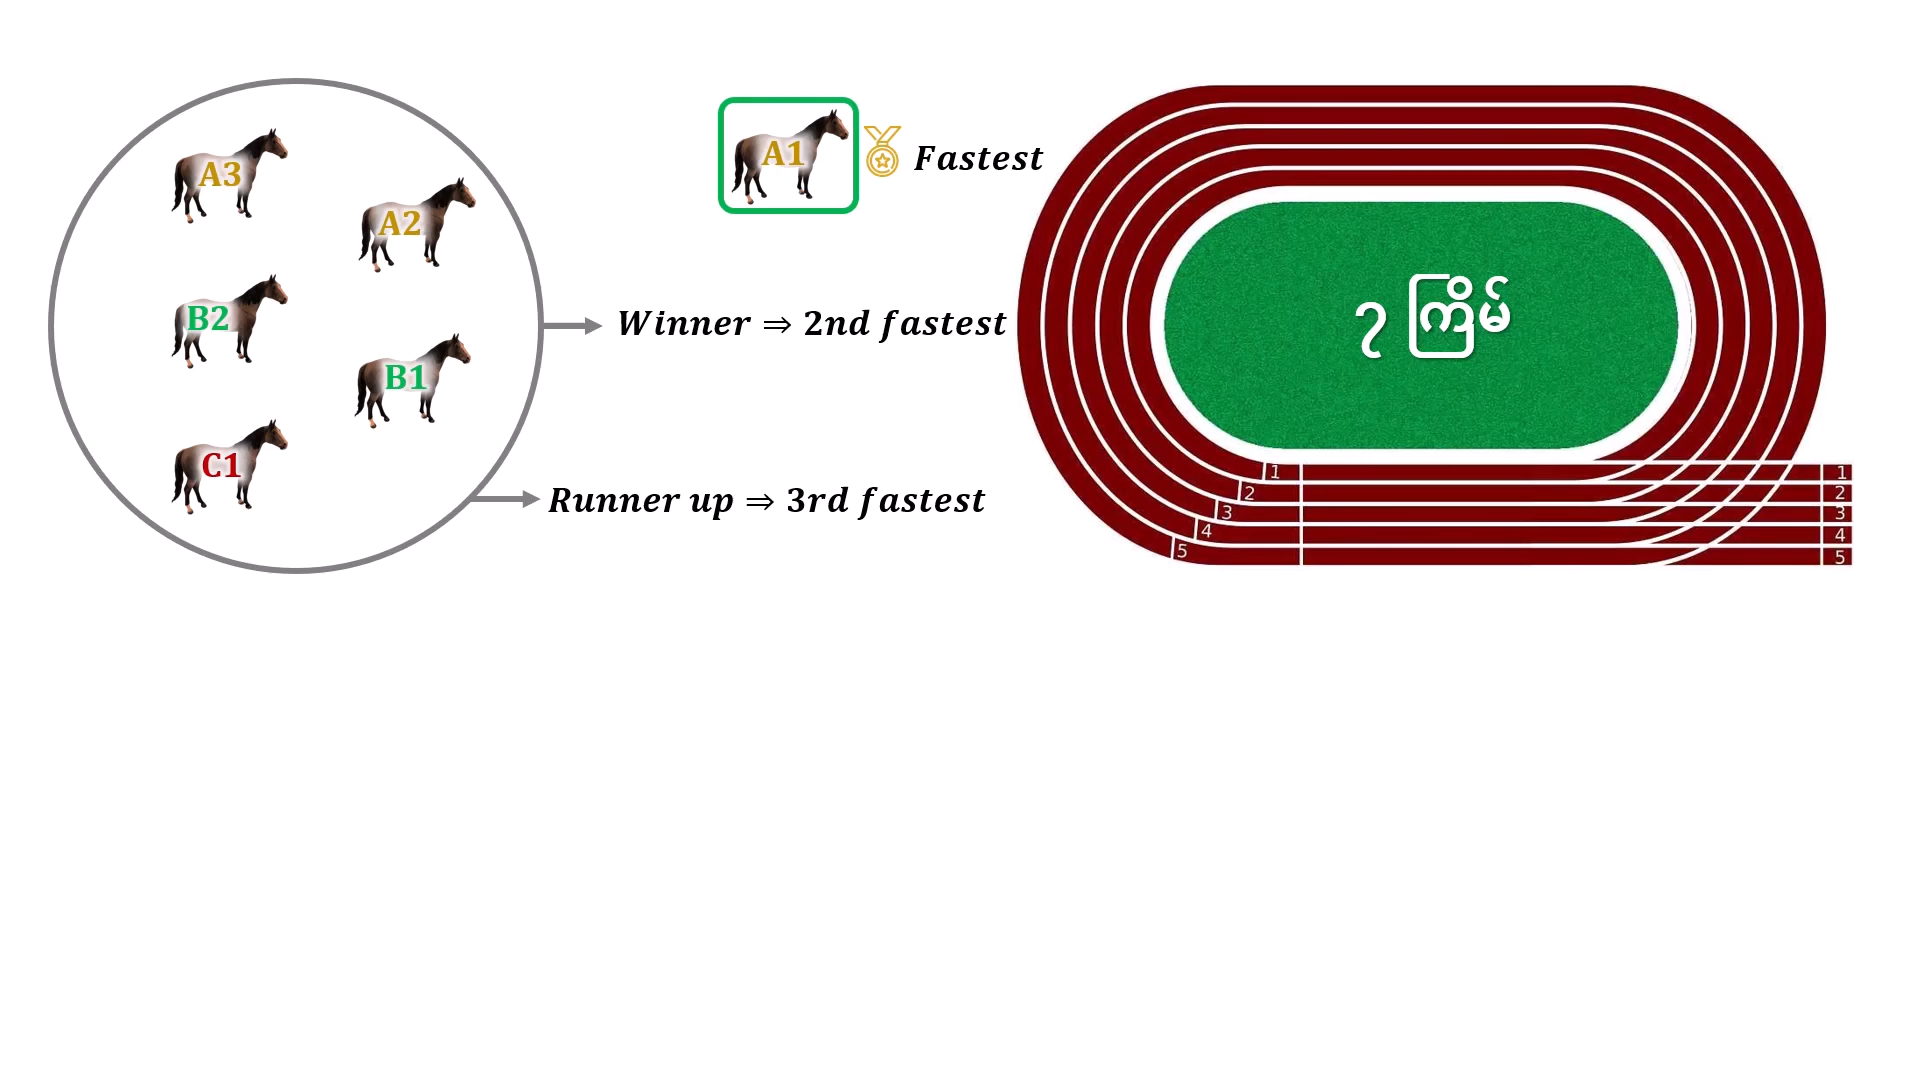 A3
A2
B2
B1
C1
A1
Fastest
Winner ⇒ 2nd fastest
Runner up ⇒ 3rd fastest
၇ ကြိမ်
1
2
3
4
5
1
2
3
4
5